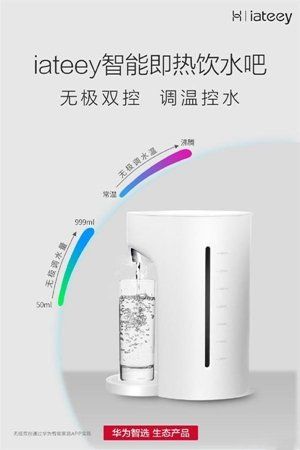 iateey
iateey智能即热饮水吧
无极双控 调温控水
沸腾
无极调水温
常温
999ml
无极调水量
50ml
华为智选 生态产品